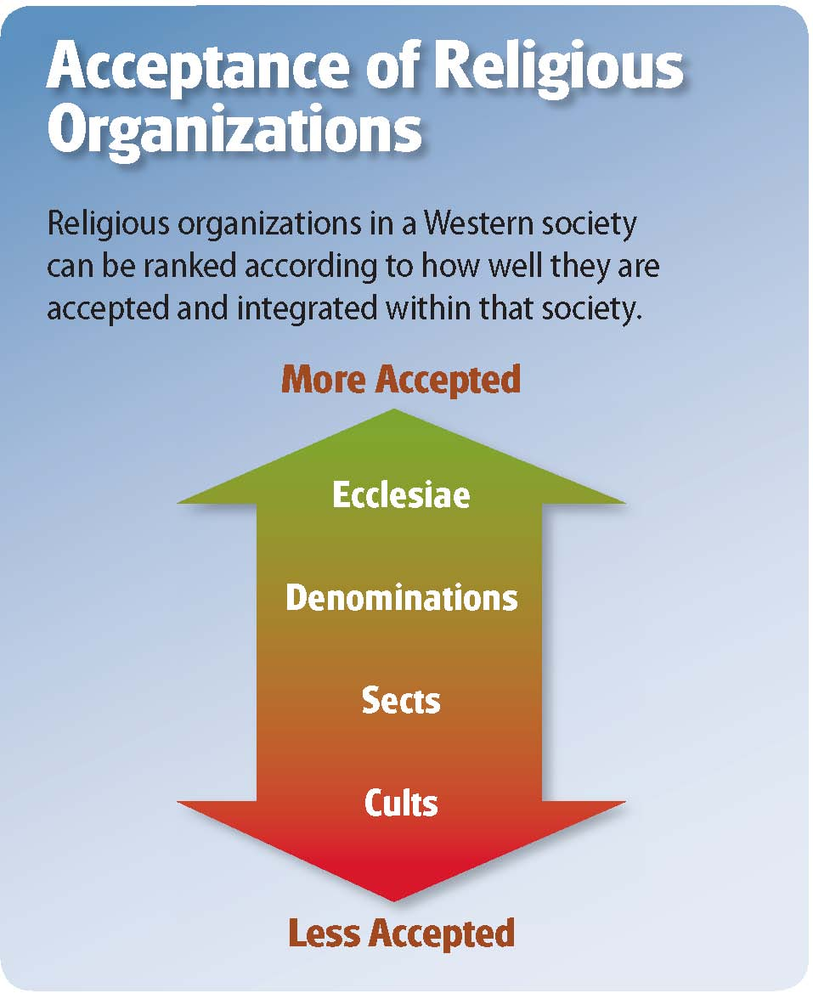 Acceptance of Religious
Organizations
Religious organizations in a Western society
can be ranked according to how well they are
accepted and integrated within that society.
More Accepted
Ecclesiae
Denominations
Sects
Cults
Less Accepted